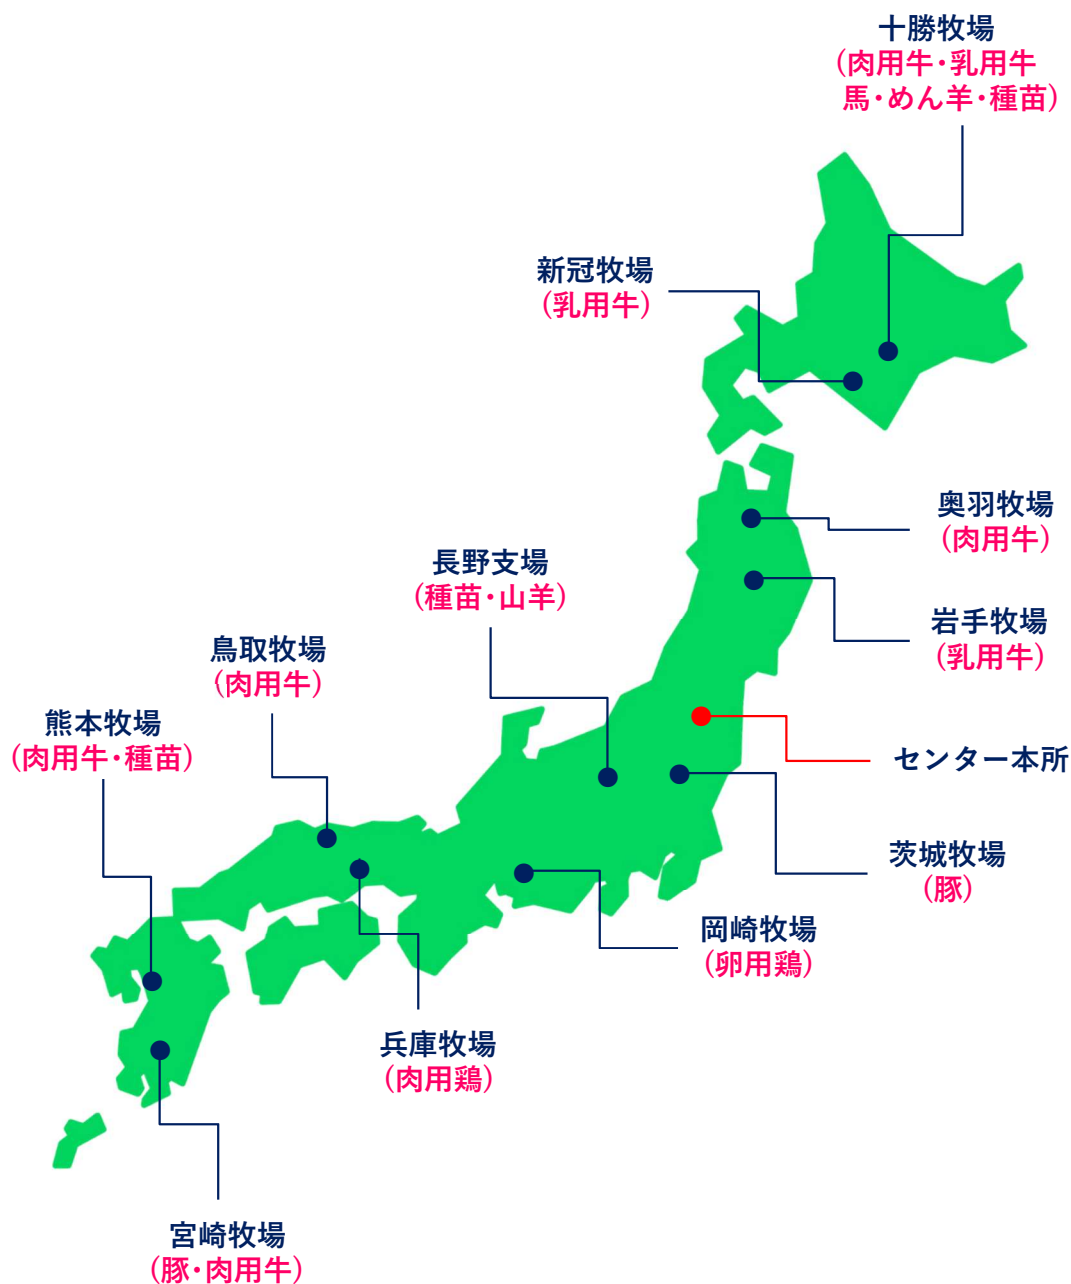 十勝牧場
(肉用牛・乳用牛
馬・めん羊・種苗)
新冠牧場
(乳用牛)
奥羽牧場
(肉用牛)
長野支場
(種苗・山羊)
岩手牧場
(乳用牛)
鳥取牧場
(肉用牛)
熊本牧場
(肉用牛・種苗)
センター本所
茨城牧場
(豚)
岡崎牧場
(卵用鶏)
兵庫牧場
(肉用鶏)
宮崎牧場
(豚・肉用牛)